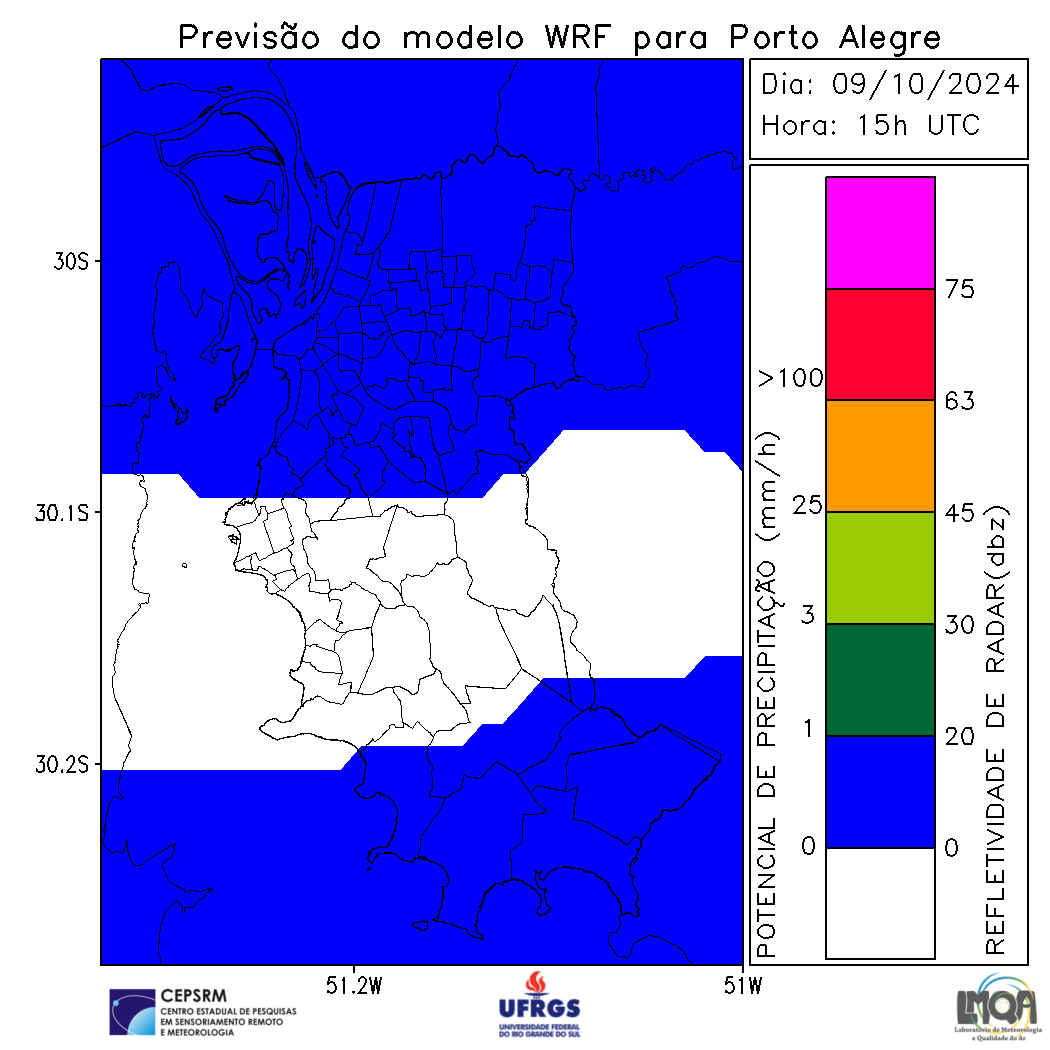 Previsão do modelo WRF para Porto Alegre
Dia: 09/10/2024
Hora: 15h UTC
30S
30.1S
30.2S
51.2W
51W
POTENCIAL DE PRECIPITAÇÃO (mm/h)
>100
25
3
1
0
75
63
45
30
20
0
REFLETIVIDADE DE RADAR(dbz)
CEPSRM
CENTRO ESTADUAL DE PESQUISAS
EM SENSORIAMENTO REMOTO
E METEOROLOGIA
UFRGS
UNIVERSIDADE FEDERAL
DO RIO GRANDE DO SUL
LMQA
Laboratório de Meteorologia
e Qualidade do Ar